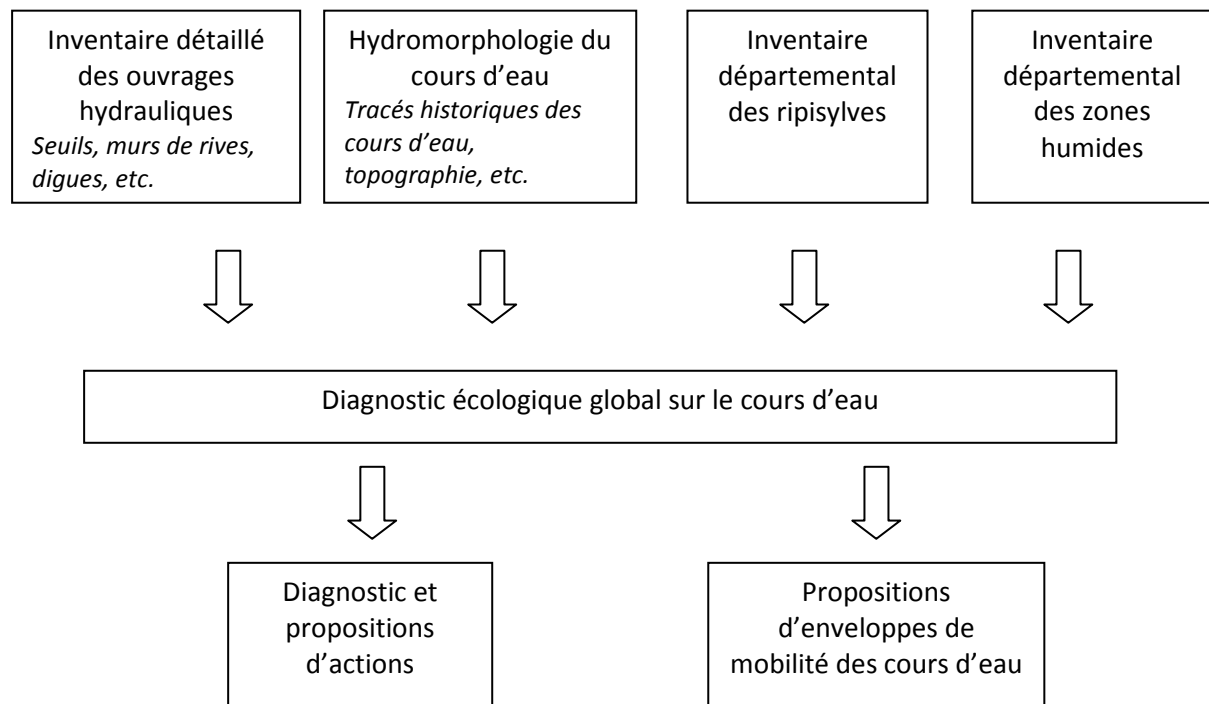 Inventaire détaillé
des ouvrages
hydrauliques
Seuils, murs de rives,
digues, etc.
Hydromorphologie du
cours d’eau
Tracés historiques des
cours d’eau,
topographie, etc.
Inventaire
départemental
des ripisylves
Inventaire
départemental
des zones
humides
Diagnostic écologique global sur le cours d’eau
Diagnostic et
propositions
d’actions
Propositions
d’enveloppes de
mobilité des cours d’eau